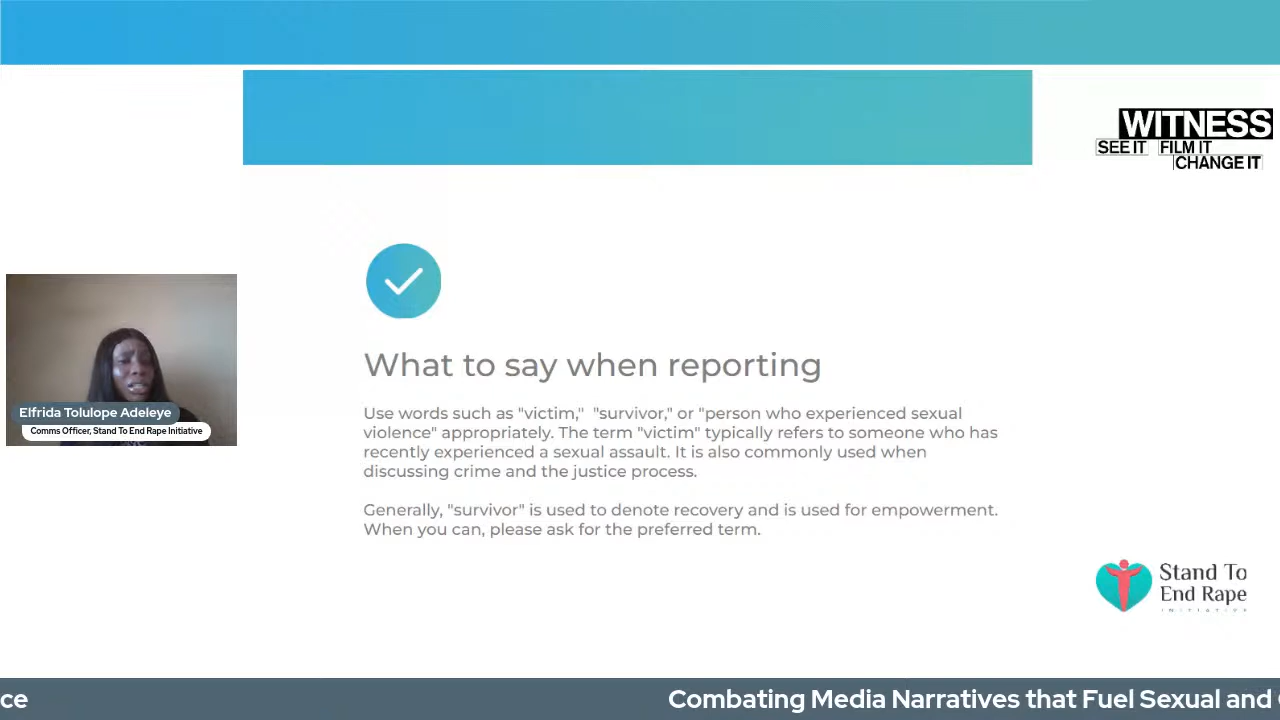 WITNESS
SEE IT FILM IT
CHANGE IT
What to say when reporting
Use words such as "victim,"  "survivor," or "person who experienced sexual
violence" appropriately. The term "victim" typically refers to someone who has
recently experienced a sexual assault. It is also commonly used when
discussing crime and the justice process.
Generally, "survivor" is used to denote recovery and is used for empowerment.
When you can, please ask for the preferred term.
Elfrida Tolulope Adeleye
Comms Officer, Stand To End Rape Initiative
Stand To
End Rape
INITIATIVE
ce
Combating Media Narratives that Fuel Sexual and